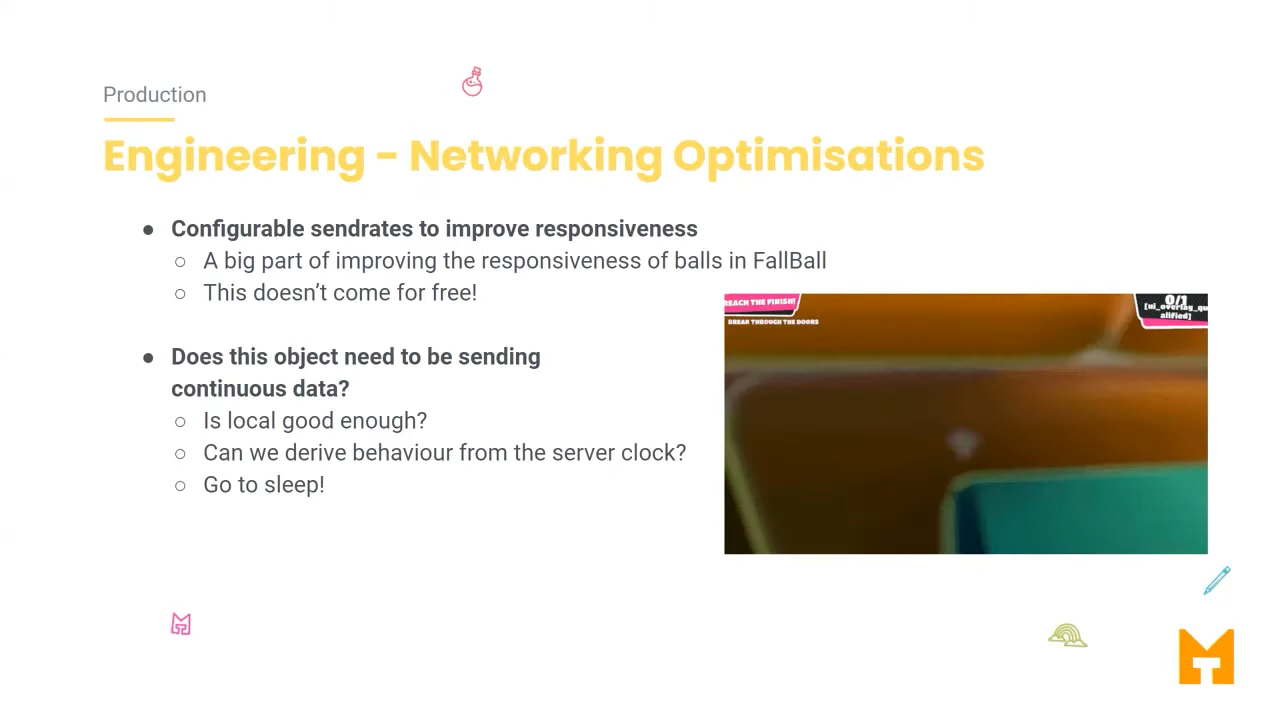 Production
Engineering - Networking Optimisations
● Configurable sendrates to improve responsiveness
○ A big part of improving the responsiveness of balls in FallBall
○ This doesn’t come for free!
● Does this object need to be sending
continuous data?
○ Is local good enough?
○ Can we derive behaviour from the server clock?
○ Go to sleep!
REACH THE FINISH!
BREAK THROUGH THE DOORS
0/1
[ui_overlay_qu
alified]